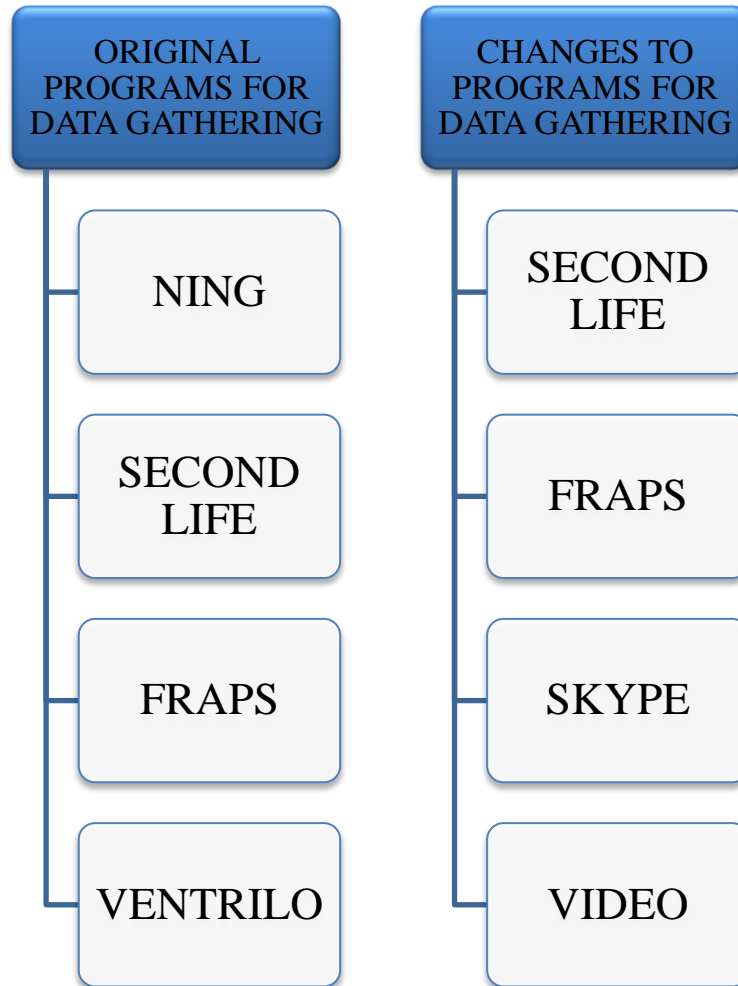 ORIGINAL
PROGRAMS FOR
DATA GATHERING
NING
SECOND
LIFE
FRAPS
VENTRILO
CHANGES TO
PROGRAMS FOR
DATA GATHERING
SECOND
LIFE
FRAPS
SKYPE
VIDEO